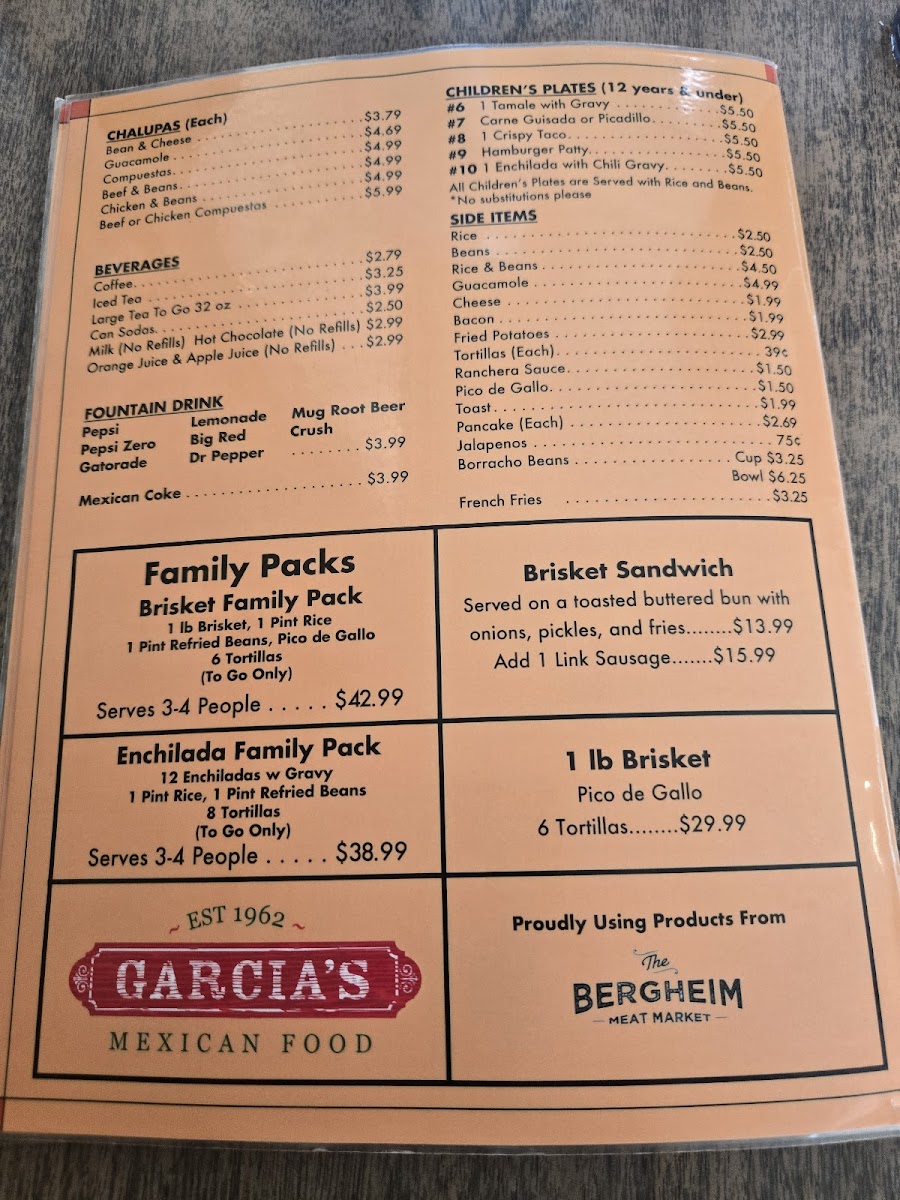 CHALUPAS (Each)
Bean & Cheese $3.79
Guacamole $4.69
Compuestas $4.99
Beef & Beans $4.99
Chicken & Beans $4.99
Beef or Chicken Compuestas $5.99
BEVERAGES
Coffee $2.79
Iced Tea $3.25
Large Tea To Go 32 oz $3.99
Can Sodas $2.50
Milk (No Refills) Hot Chocolate (No Refills) $2.99
Orange Juice & Apple Juice (No Refills) $2.99
FOUNTAIN DRINK
Pepsi Lemonade Mug Root Beer
Pepsi Zero Big Red Crush
Gatorade Dr Pepper $3.99
Mexican Coke $3.99
CHILDREN'S PLATES (12 years & under)
#6 1 Tamale with Gravy $5.50
#7 Carne Guisada or Picadillo $5.50
#8 1 Crispy Taco $5.50
#9 Hamburger Patty $5.50
#10 1 Enchilada with Chili Gravy $5.50
All Children's Plates are Served with Rice and Beans.
*No substitutions please
SIDE ITEMS
Rice $2.50
Beans $2.50
Rice & Beans $4.50
Guacamole $4.99
Cheese $1.99
Bacon $1.99
Fried Potatoes $2.99
Tortillas (Each) 39¢
Ranchera Sauce $1.50
Pico de Gallo $1.50
Toast $1.99
Pancake (Each) $2.69
Jalapenos 75¢
Borracho Beans Cup $3.25
Bowl $6.25
French Fries $3.25
Family Packs
Brisket Family Pack
1 lb Brisket, 1 Pint Rice
1 Pint Refried Beans, Pico de Gallo
6 Tortillas
(To Go Only)
Serves 3-4 People ..... $42.99
Brisket Sandwich
Served on a toasted buttered bun with
onions, pickles, and fries........$13.99
Add 1 Link Sausage.......$15.99
Enchilada Family Pack
12 Enchiladas w Gravy
1 Pint Rice, 1 Pint Refried Beans
8 Tortillas
(To Go Only)
Serves 3-4 People ..... $38.99
1 lb Brisket
Pico de Gallo
6 Tortillas........$29.99
~ EST 1962 ~
GARCIA'S
MEXICAN FOOD
Proudly Using Products From
The
BERGHEIM
— MEAT MARKET —